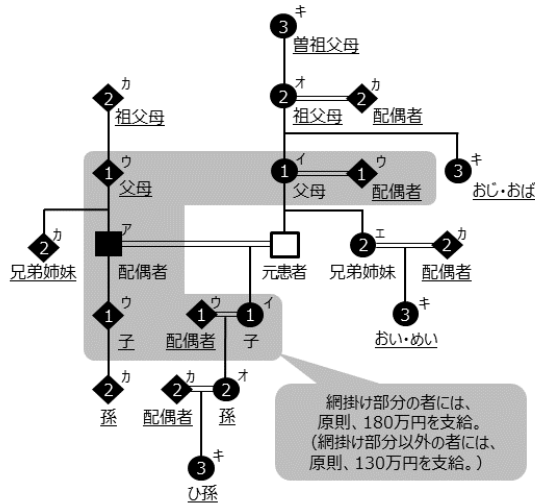 キ
3
曽祖父母
カ
2
祖父母
オ
2
祖父母
カ
2
配偶者
ウ
1
父母
イ
1
父母
ウ
1
配偶者
キ
3
おじ・おば
カ
2
兄弟姉妹
ア
配偶者
元患者
エ
2
兄弟姉妹
カ
2
配偶者
ウ
1
子
ウ
1
配偶者
イ
1
子
キ
3
おい・めい
カ
2
孫
カ
2
配偶者
オ
2
孫
キ
3
ひ孫
網掛け部分の者には、
原則、180万円を支給。
（網掛け部分以外の者には、
原則、130万円を支給。）